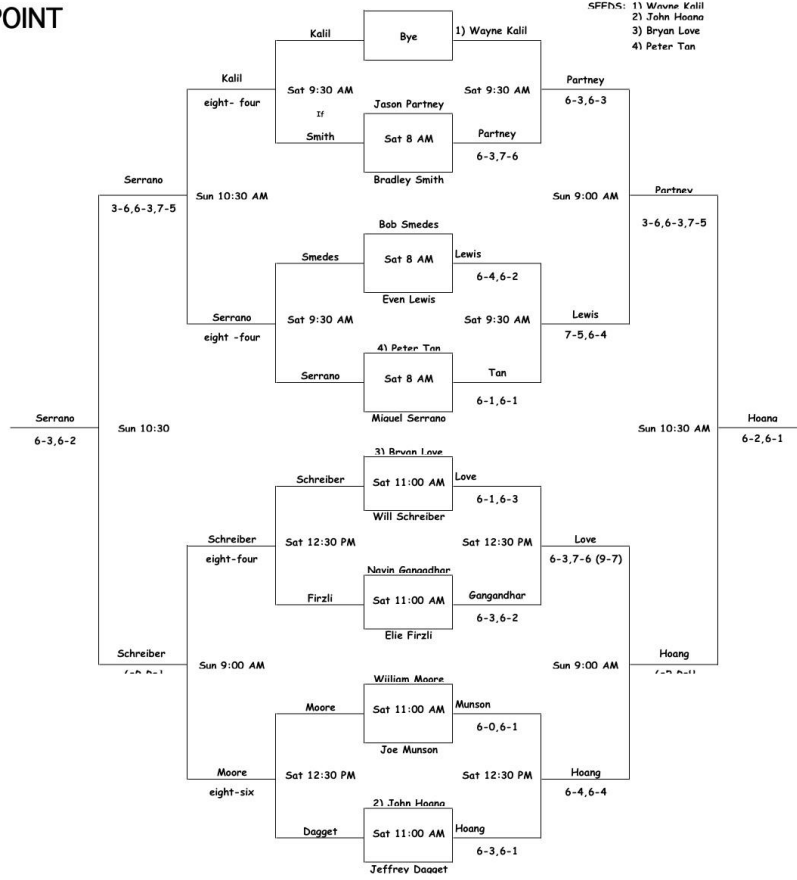 POINT
SEEDS: 1) Wayne Kalil
2) John Hoang
3) Bryan Love
4) Peter Tan
Kalil
Bye
1) Wayne Kalil
Kalil
eight- four
Sat 9:30 AM
Sat 9:30 AM
Partney
6-3,6-3
If
Jason Partney
Smith
Sat 8 AM
Partney
6-3,7-6
Bradley Smith
Serrano
3-6,6-3,7-5
Sun 10:30 AM
Sun 9:00 AM
Partney
3-6,6-3,7-5
Bob Smedes
Smedes
Sat 8 AM
Lewis
6-4,6-2
Even Lewis
Serrano
eight -four
Sat 9:30 AM
Sat 9:30 AM
Lewis
7-5,6-4
4) Peter Tan
Serrano
Sat 8 AM
Tan
6-1,6-1
Miguel Serrano
Serrano
6-3,6-2
Sun 10:30
Sun 10:30 AM
Hoang
6-2,6-1
3) Bryan Love
Schreiber
Sat 11:00 AM
Love
6-1,6-3
Will Schreiber
Schreiber
eight-four
Sat 12:30 PM
Sat 12:30 PM
Love
6-3,7-6 (9-7)
Navin Gangadhar
Firzli
Sat 11:00 AM
Gangandhar
6-3,6-2
Elie Firzli
Schreiber
Sun 9:00 AM
Sun 9:00 AM
Hoang
Wiiliam Moore
Moore
Sat 11:00 AM
Munson
6-0,6-1
Joe Munson
Moore
eight-six
Sat 12:30 PM
Sat 12:30 PM
Hoang
6-4,6-4
2) John Hoang
Dagget
Sat 11:00 AM
Hoang
6-3,6-1
Jeffrey Dagget